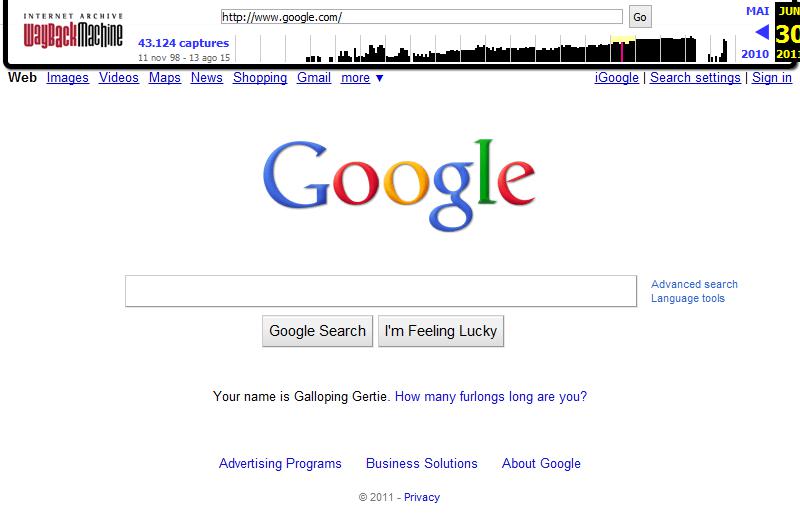 INTERNET ARCHIVE
WayBackMachine
http://www.google.com/
Go
43.124 captures
11 nov 98 - 13 ago 15
MAI
JUN
30
2010
2011
Web Images Videos Maps News Shopping Gmail more ▼
iGoogle | Search settings | Sign in
Google
Advanced search
Language tools
Google Search
I'm Feeling Lucky
Your name is Galloping Gertie. How many furlongs long are you?
Advertising Programs Business Solutions About Google
© 2011 - Privacy